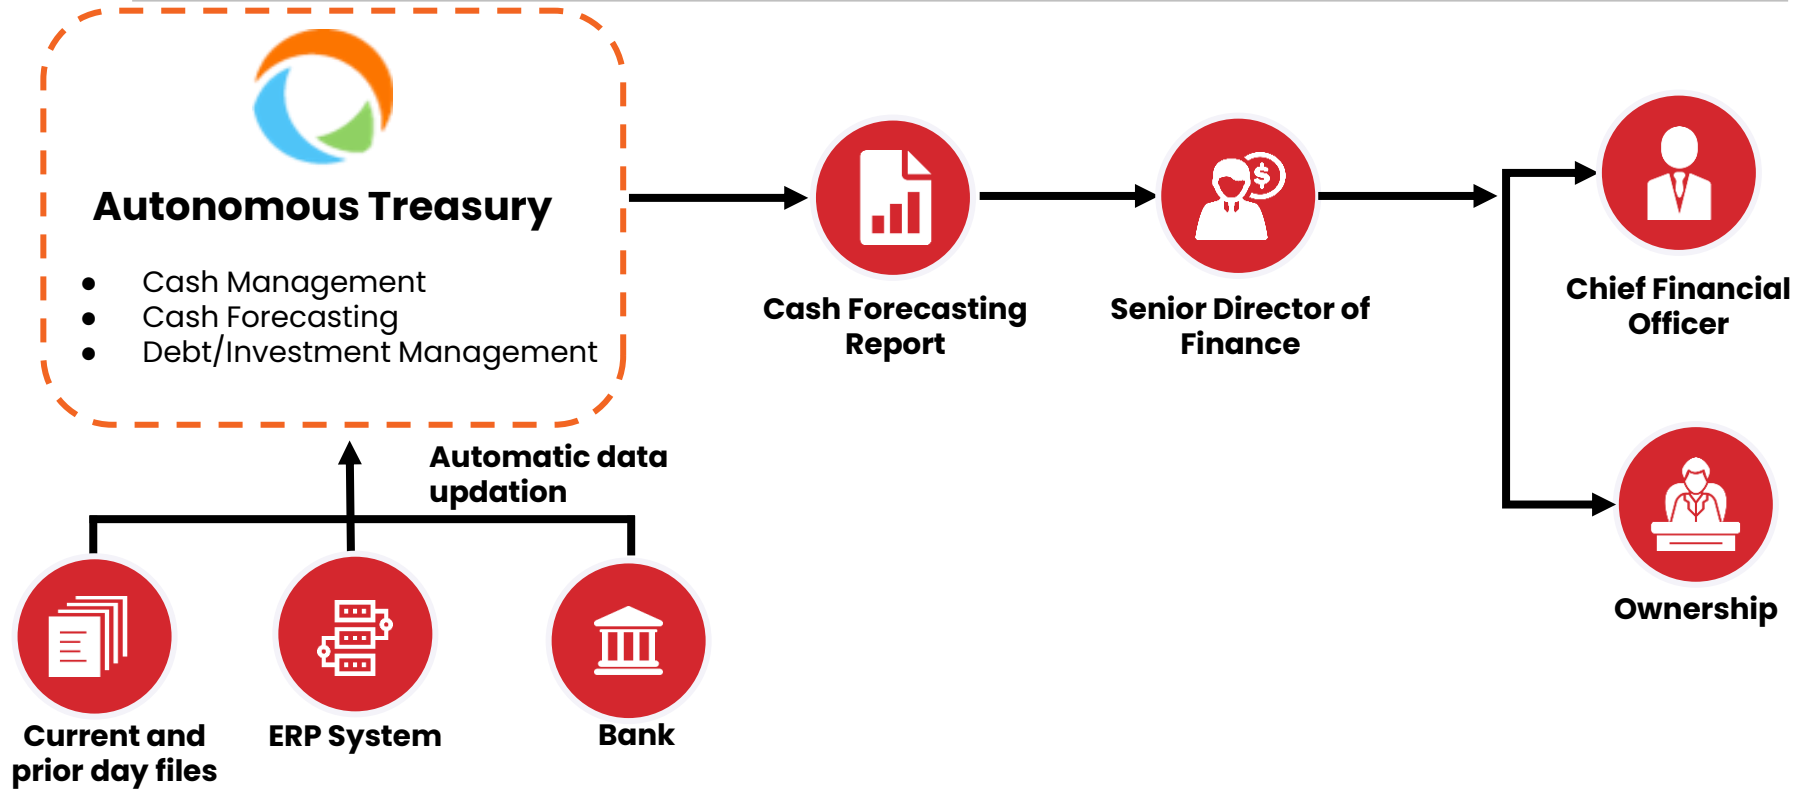 Autonomous Treasury
● Cash Management
● Cash Forecasting
● Debt/Investment Management
Cash Forecasting
Report
Senior Director of
Finance
$
Chief Financial
Officer
Ownership
Automatic data
updation
Current and
prior day files
ERP System
Bank